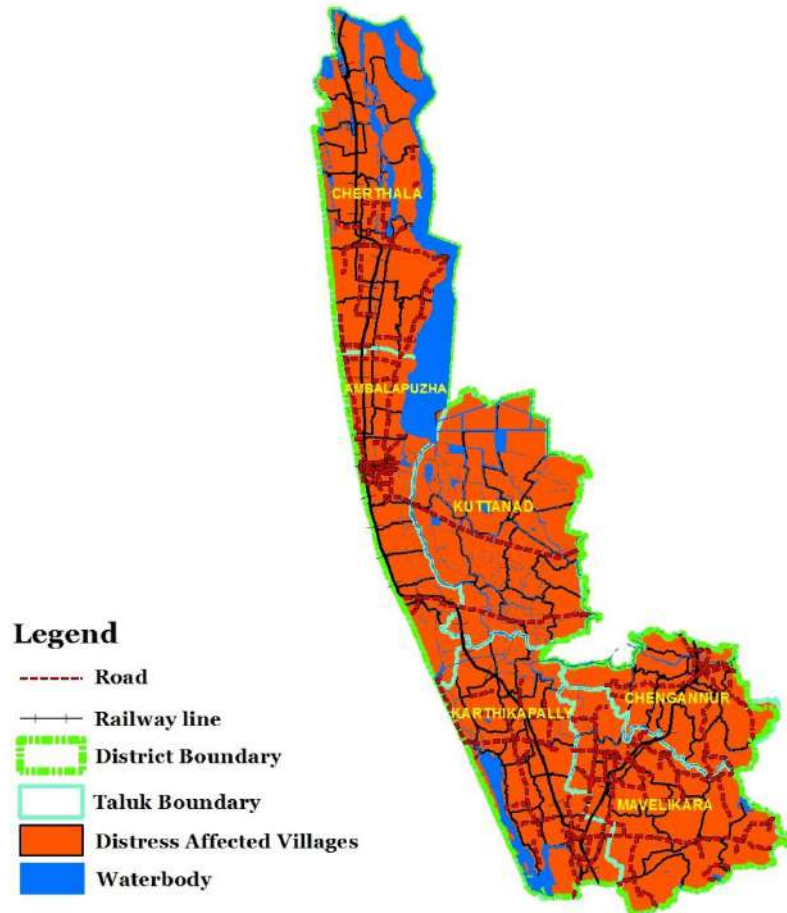 CHERTHALA
AMBALAPUZHA
KUTTANAD
CHENGANNUR
KARTHIKAPALLY
MAVELIKARA
Legend
Road
Railway line
District Boundary
Taluk Boundary
Distress Affected Villages
Waterbody